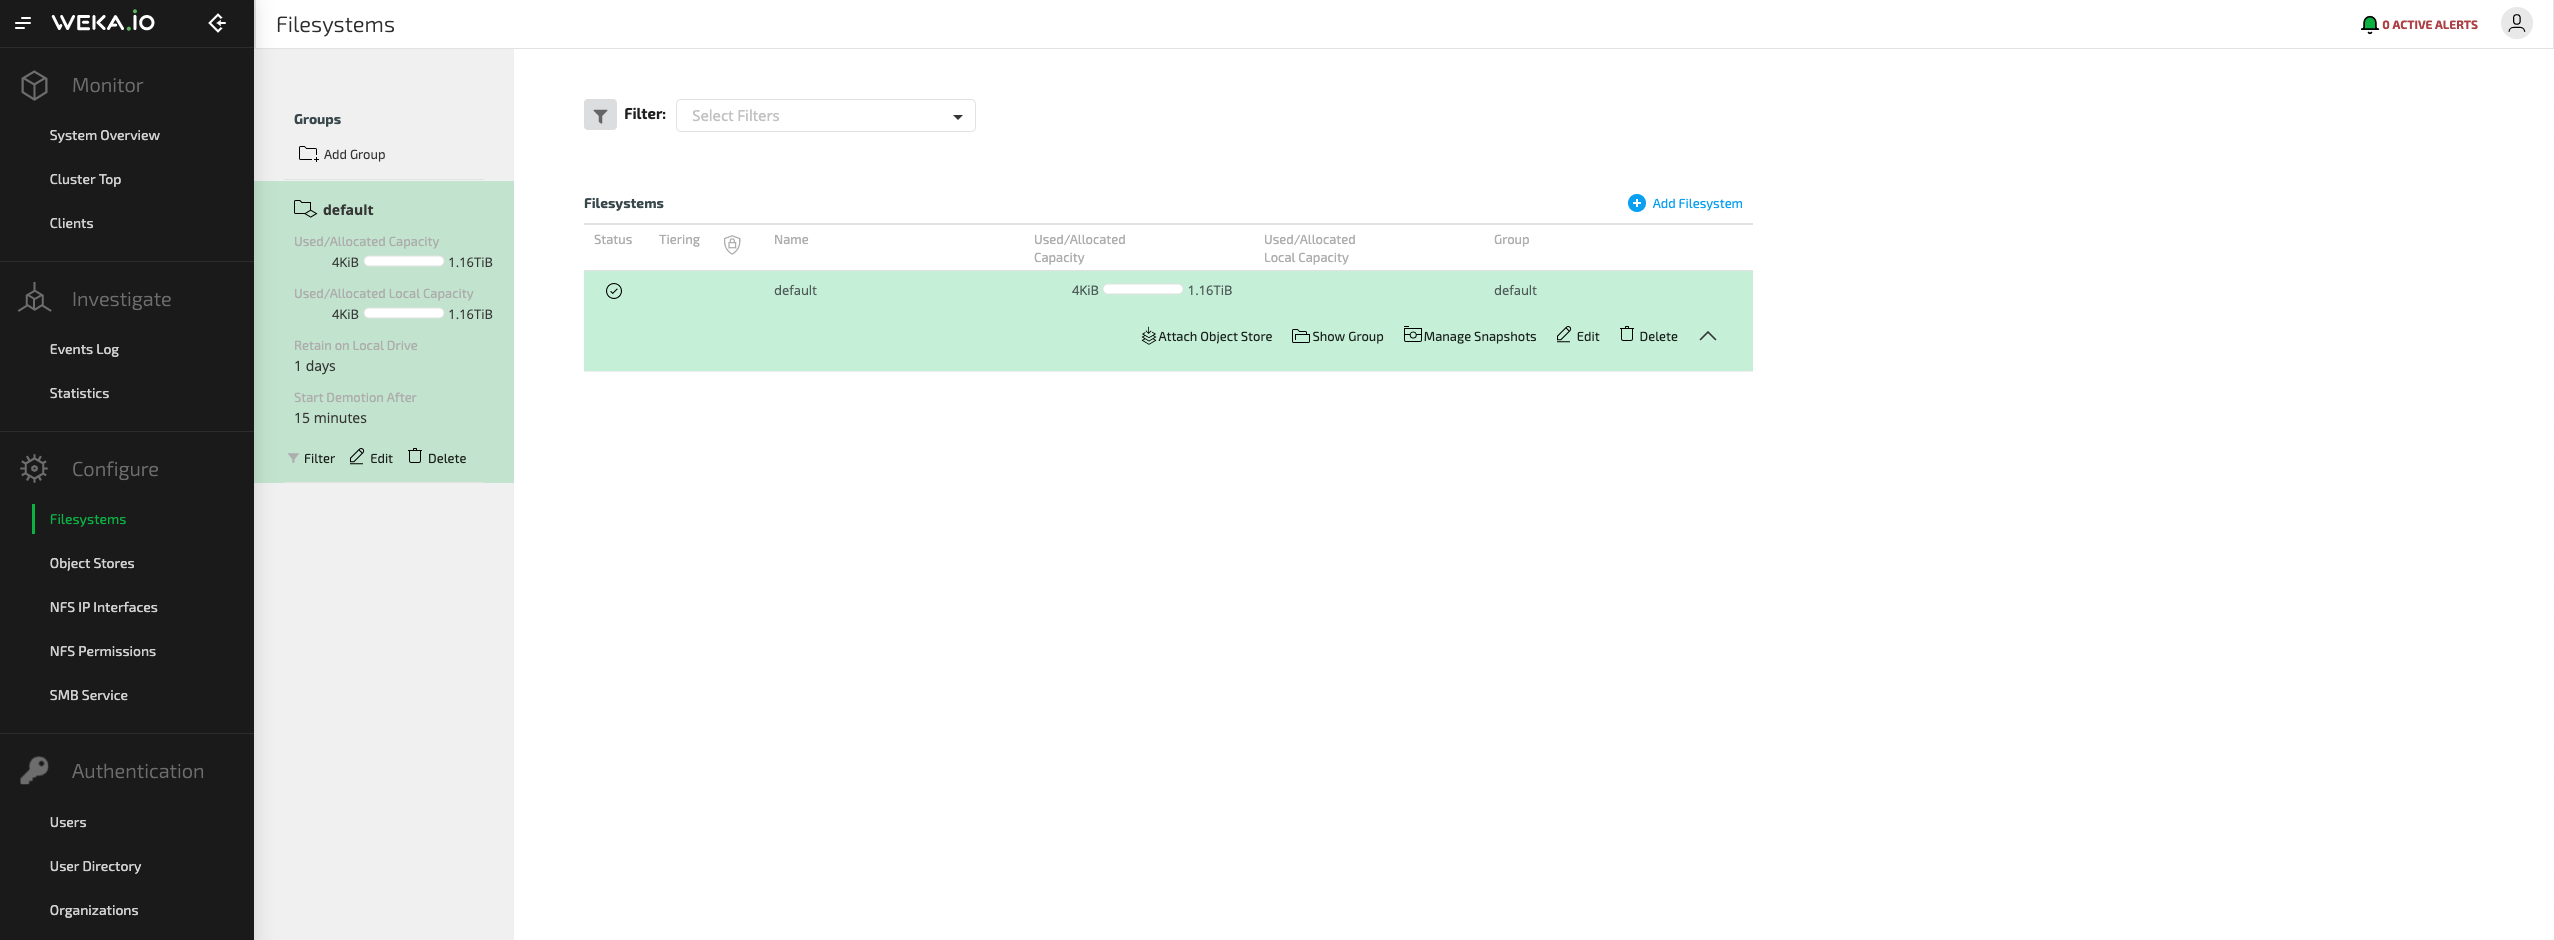 WEKA.iO
Filesystems
0 ACTIVE ALERTS
Monitor
System Overview
Cluster Top
Clients
Investigate
Events Log
Statistics
Configure
Filesystems
Object Stores
NFS IP Interfaces
NFS Permissions
SMB Service
Authentication
Users
User Directory
Organizations
Groups
Add Group
default
Used/Allocated Capacity
4KiB 1.16TiB
Used/Allocated Local Capacity
4KiB 1.16TiB
Retain on Local Drive
1 days
Start Demotion After
15 minutes
Filter Edit Delete
Filter: Select Filters
Filesystems Add Filesystem
Status Tiering Name Used/Allocated Used/Allocated Group
Capacity Local Capacity
default 4KiB 1.16TiB default
Attach Object Store Show Group Manage Snapshots Edit Delete